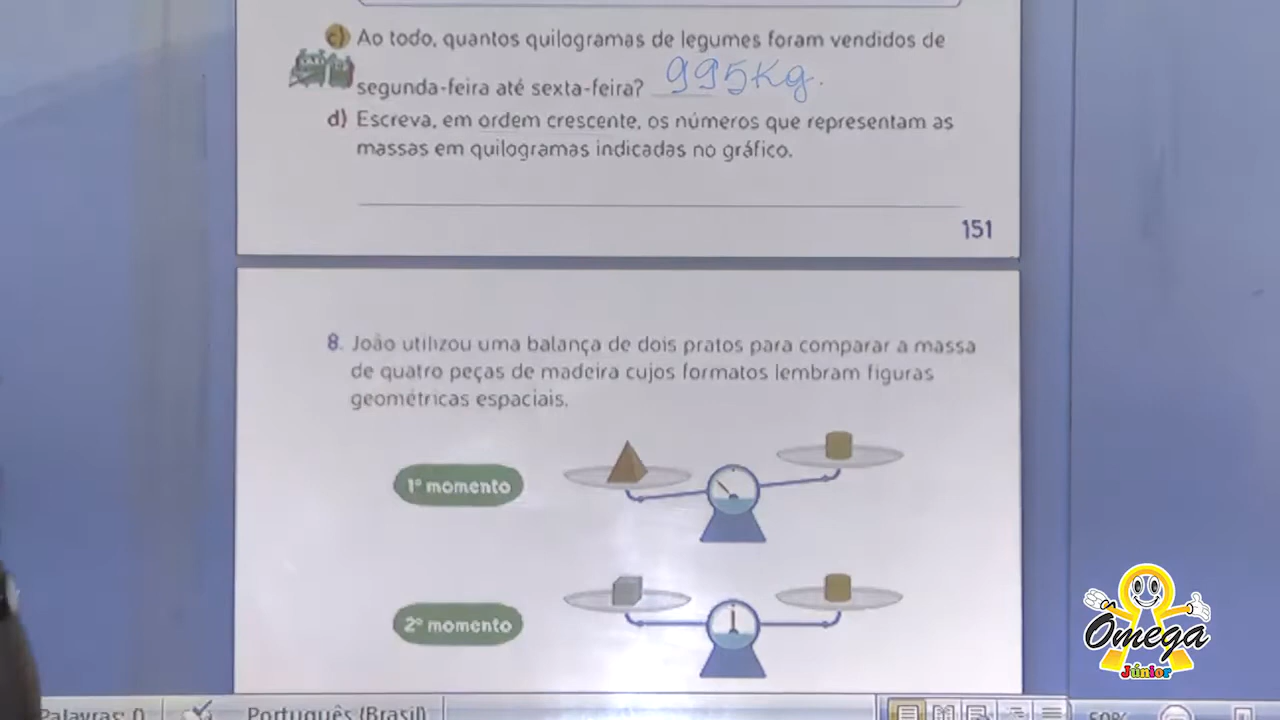 c) Ao todo, quantos quilogramas de legumes foram vendidos de
segunda-feira até sexta-feira? 995Kg.
d) Escreva, em ordem crescente, os números que representam as
massas em quilogramas indicadas no gráfico.
151
8. João utilizou uma balança de dois pratos para comparar a massa
de quatro peças de madeira cujos formatos lembram figuras
geométricas espaciais.
1º momento
2º momento
Ômega
Júnior
Palavras: 0 Português (Brasil) 50%